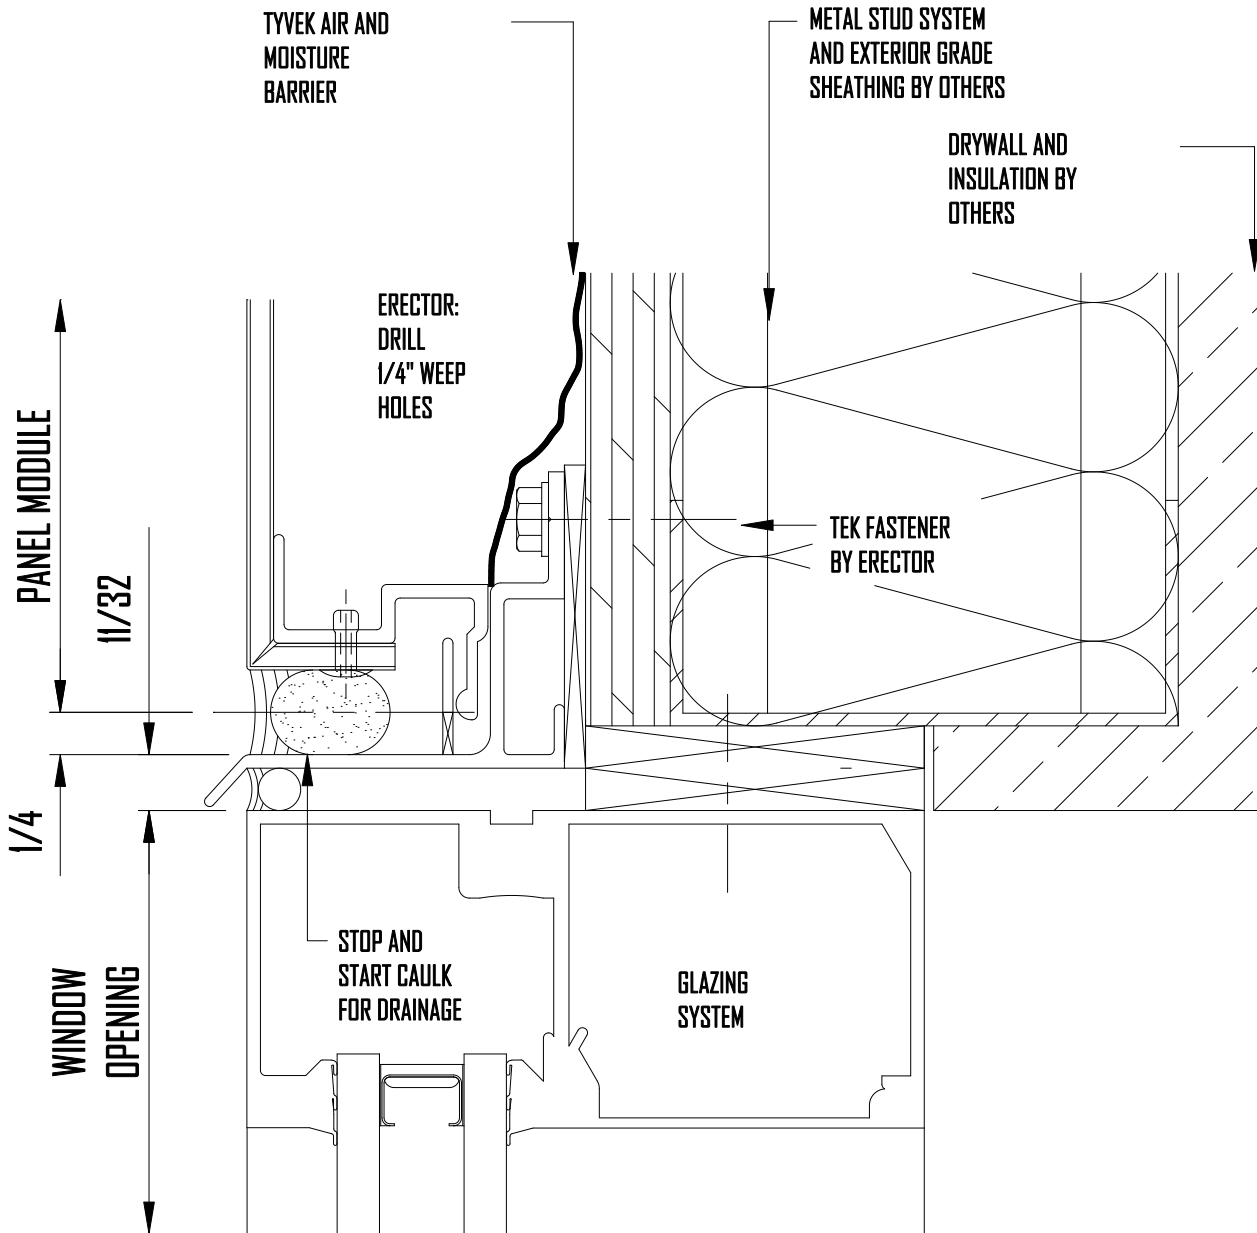 TYVEK AIR AND
MOISTURE
BARRIER
METAL STUD SYSTEM
AND EXTERIOR GRADE
SHEATHING BY OTHERS
DRYWALL AND
INSULATION BY
OTHERS
ERECTOR:
DRILL
1/4" WEEP
HOLES
PANEL MODULE
11/32
TEK FASTENER
BY ERECTOR
1/4
WINDOW
OPENING
STOP AND
START CAULK
FOR DRAINAGE
GLAZING
SYSTEM